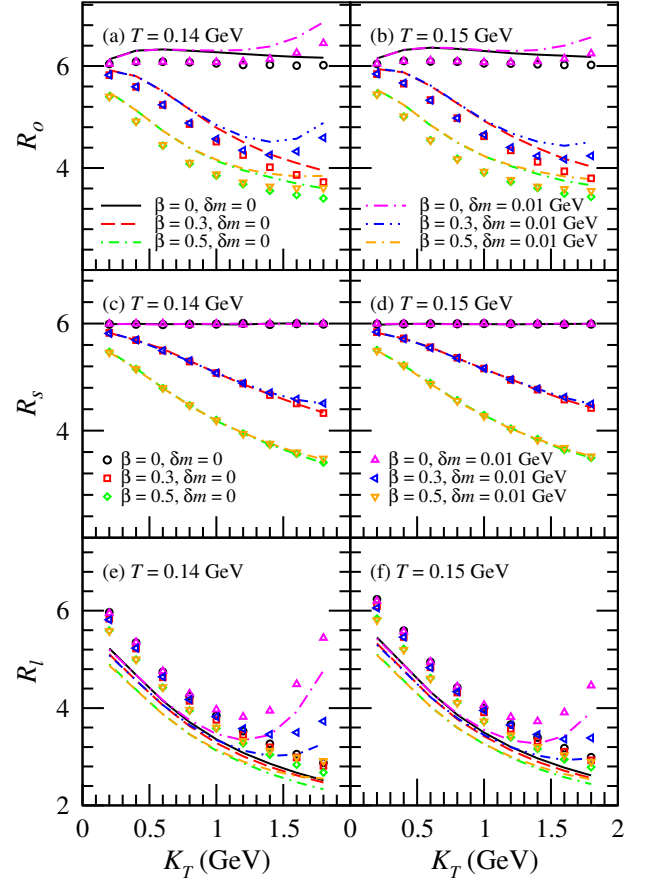 (a) T = 0.14 GeV
(b) T = 0.15 GeV
6
4
R_o
β = 0, δm = 0
β = 0.3, δm = 0
β = 0.5, δm = 0
β = 0, δm = 0.01 GeV
β = 0.3, δm = 0.01 GeV
β = 0.5, δm = 0.01 GeV
(c) T = 0.14 GeV
(d) T = 0.15 GeV
6
4
R_s
β = 0, δm = 0
β = 0.3, δm = 0
β = 0.5, δm = 0
β = 0, δm = 0.01 GeV
β = 0.3, δm = 0.01 GeV
β = 0.5, δm = 0.01 GeV
(e) T = 0.14 GeV
(f) T = 0.15 GeV
6
4
2
R_l
0 0.5 1 1.5 0 0.5 1 1.5 2
K_T (GeV) K_T (GeV)